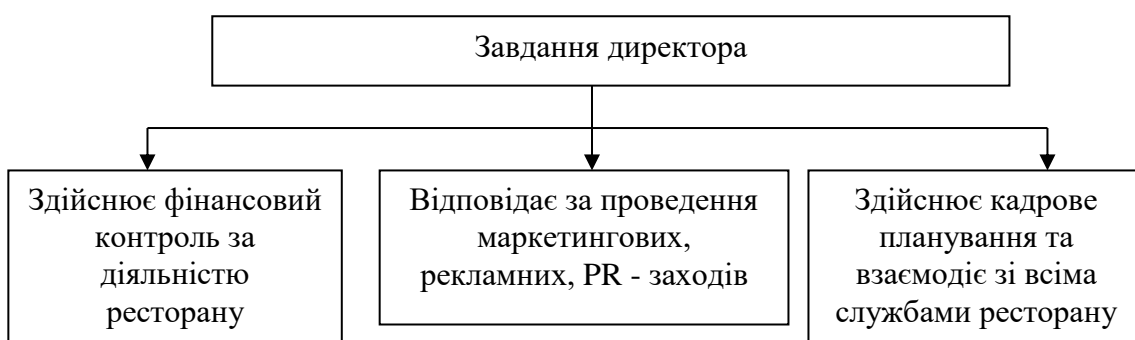 Завдання директора
Здійснює фінансовий
контроль за
діяльністю
ресторану
Відповідає за проведення
маркетингових,
рекламних, PR - заходів
Здійснює кадрове
планування та
взаємодіє зі всіма
службами ресторану